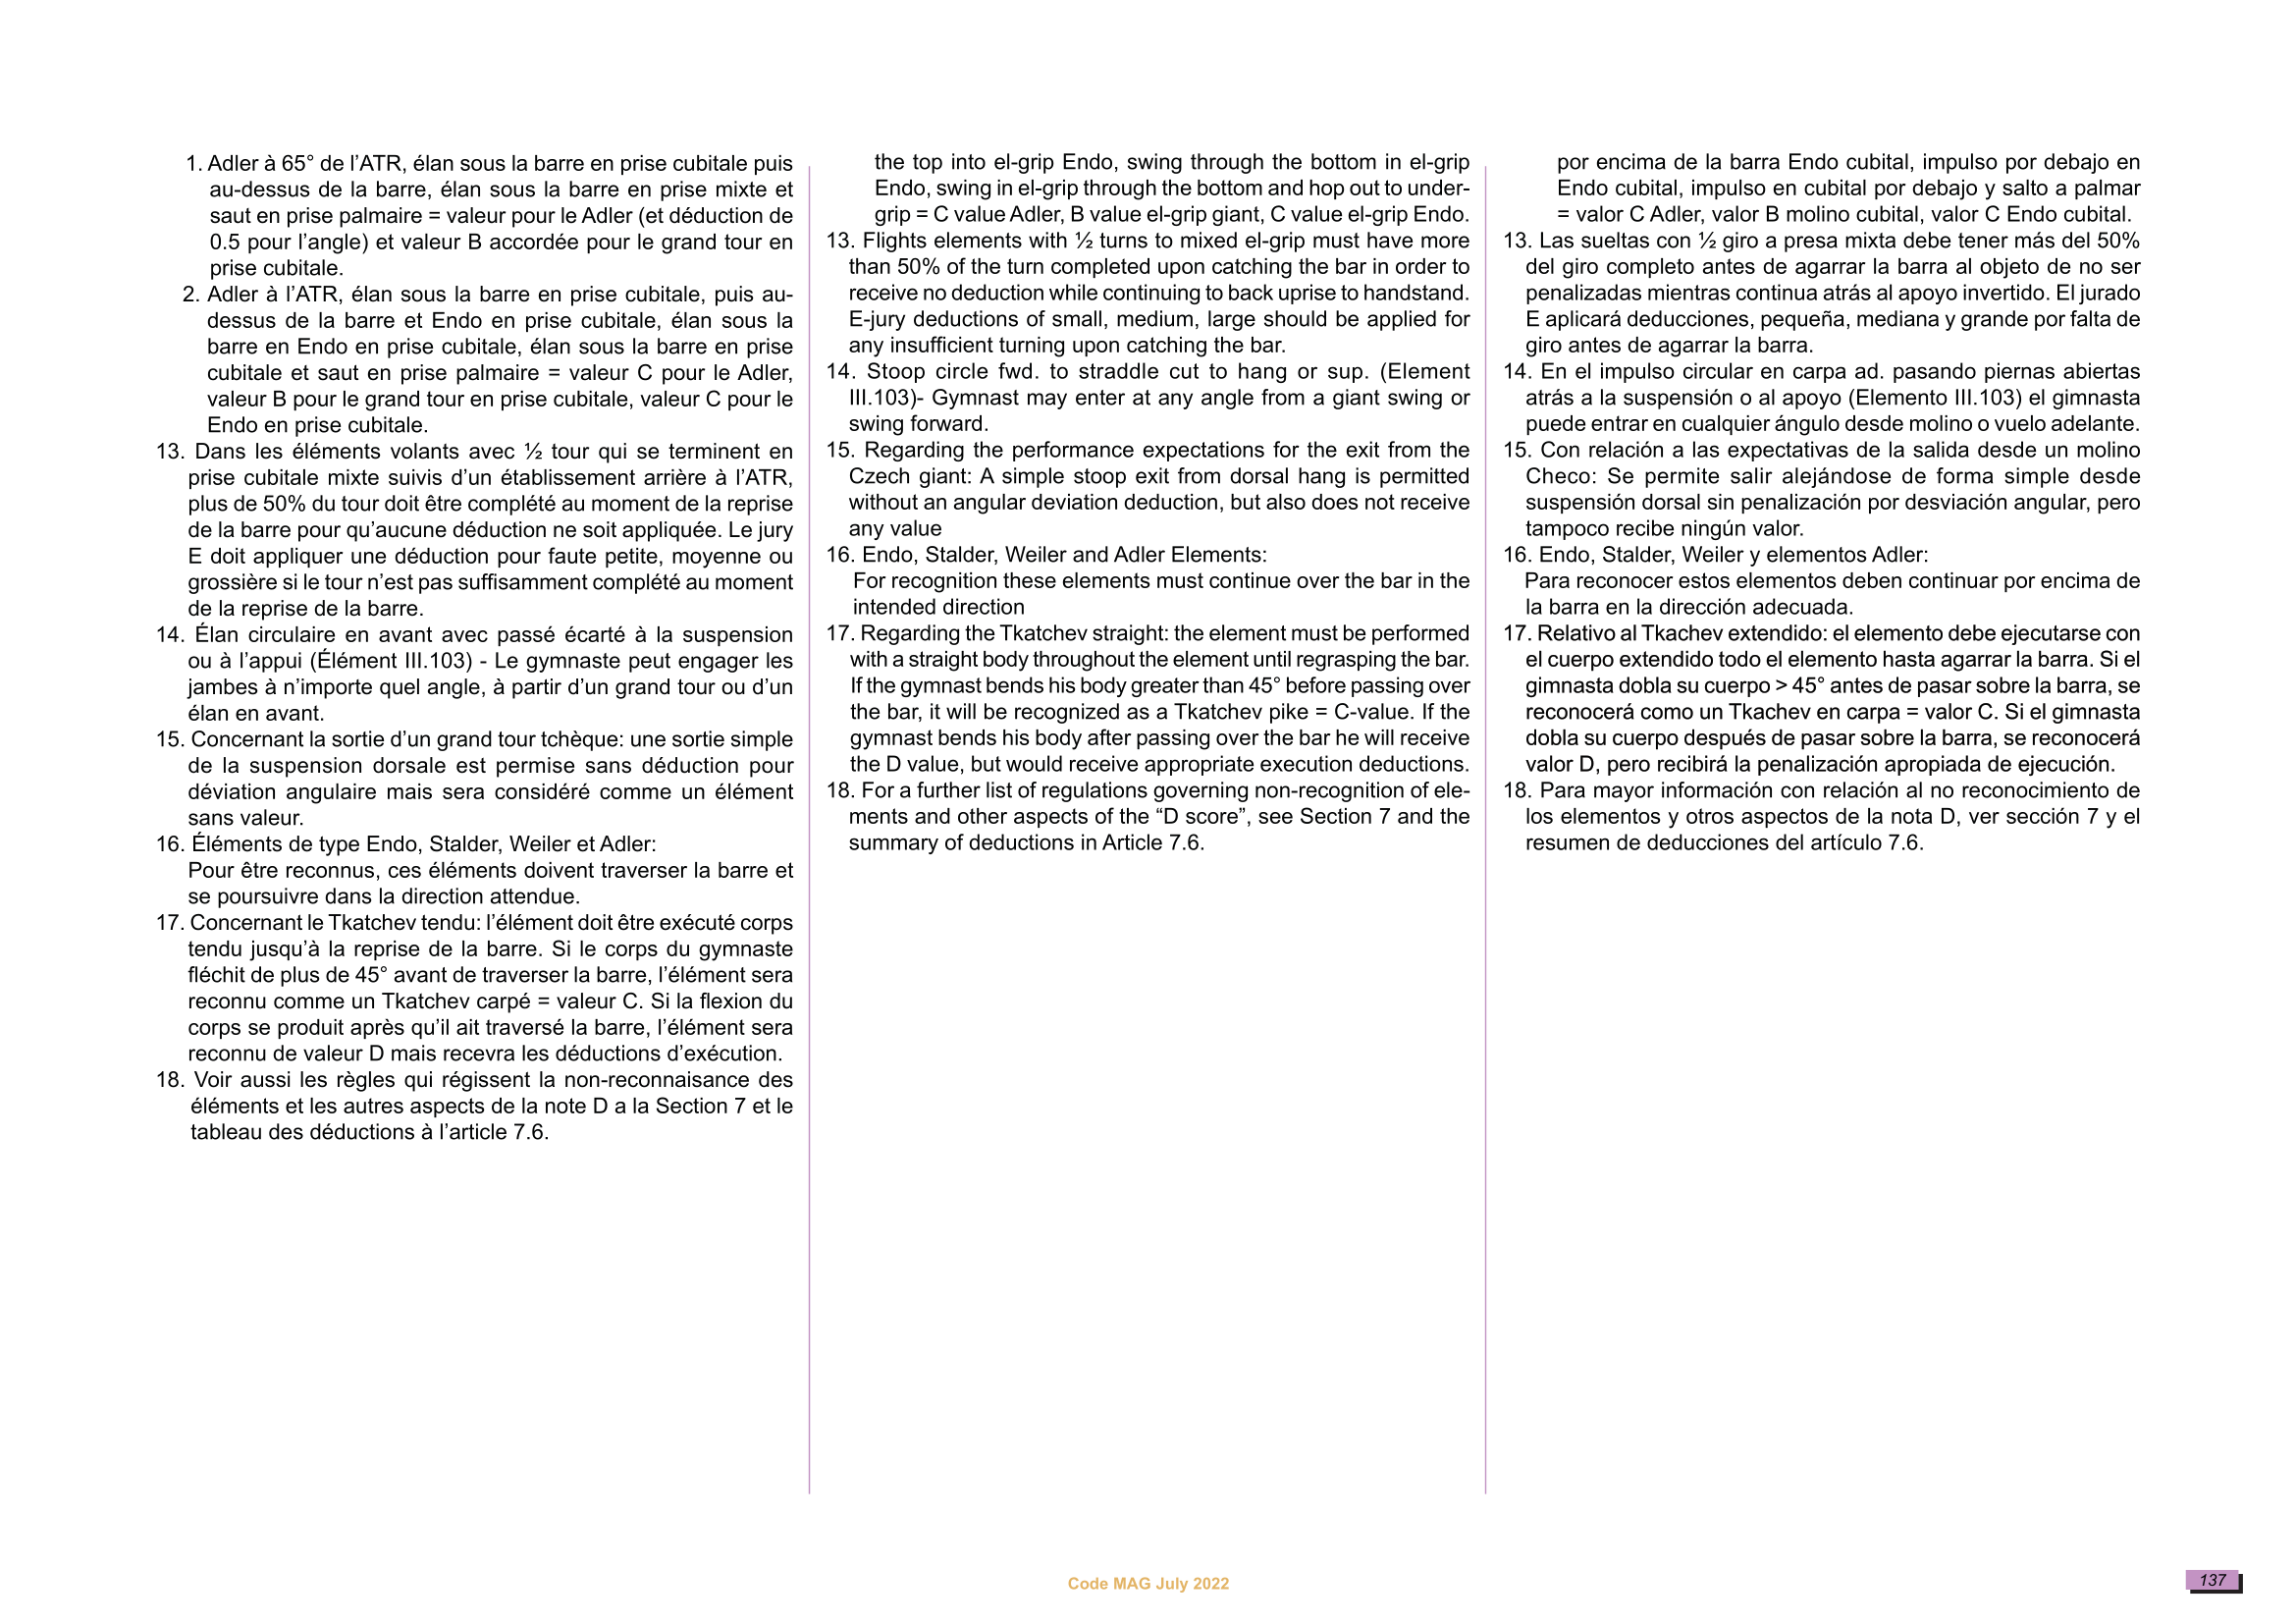 1. Adler à 65° de l’ATR, élan sous la barre en prise cubitale puis
au-dessus de la barre, élan sous la barre en prise mixte et
saut en prise palmaire = valeur pour le Adler (et déduction de
0.5 pour l’angle) et valeur B accordée pour le grand tour en
prise cubitale.
2. Adler à l’ATR, élan sous la barre en prise cubitale, puis au-
dessus de la barre et Endo en prise cubitale, élan sous la
barre en Endo en prise cubitale, élan sous la barre en prise
cubitale et saut en prise palmaire = valeur C pour le Adler,
valeur B pour le grand tour en prise cubitale, valeur C pour le
Endo en prise cubitale.
13. Dans les éléments volants avec ½ tour qui se terminent en
prise cubitale mixte suivis d’un établissement arrière à l’ATR,
plus de 50% du tour doit être complété au moment de la reprise
de la barre pour qu’aucune déduction ne soit appliquée. Le jury
E doit appliquer une déduction pour faute petite, moyenne ou
grossière si le tour n’est pas suffisamment complété au moment
de la reprise de la barre.
14. Élan circulaire en avant avec passé écarté à la suspension
ou à l’appui (Élément III.103) - Le gymnaste peut engager les
jambes à n’importe quel angle, à partir d’un grand tour ou d’un
élan en avant.
15. Concernant la sortie d’un grand tour tchèque: une sortie simple
de la suspension dorsale est permise sans déduction pour
déviation angulaire mais sera considéré comme un élément
sans valeur.
16. Éléments de type Endo, Stalder, Weiler et Adler:
Pour être reconnus, ces éléments doivent traverser la barre et
se poursuivre dans la direction attendue.
17. Concernant le Tkatchev tendu: l’élément doit être exécuté corps
tendu jusqu’à la reprise de la barre. Si le corps du gymnaste
fléchit de plus de 45° avant de traverser la barre, l’élément sera
reconnu comme un Tkatchev carpé = valeur C. Si la flexion du
corps se produit après qu’il ait traversé la barre, l’élément sera
reconnu de valeur D mais recevra les déductions d’exécution.
18. Voir aussi les règles qui régissent la non-reconnaisance des
éléments et les autres aspects de la note D a la Section 7 et le
tableau des déductions à l’article 7.6.
the top into el-grip Endo, swing through the bottom in el-grip
Endo, swing in el-grip through the bottom and hop out to under-
grip = C value Adler, B value el-grip giant, C value el-grip Endo.
13. Flights elements with ½ turns to mixed el-grip must have more
than 50% of the turn completed upon catching the bar in order to
receive no deduction while continuing to back uprise to handstand.
E-jury deductions of small, medium, large should be applied for
any insufficient turning upon catching the bar.
14. Stoop circle fwd. to straddle cut to hang or sup. (Element
III.103)- Gymnast may enter at any angle from a giant swing or
swing forward.
15. Regarding the performance expectations for the exit from the
Czech giant: A simple stoop exit from dorsal hang is permitted
without an angular deviation deduction, but also does not receive
any value
16. Endo, Stalder, Weiler and Adler Elements:
For recognition these elements must continue over the bar in the
intended direction
17. Regarding the Tkatchev straight: the element must be performed
with a straight body throughout the element until regrasping the bar.
If the gymnast bends his body greater than 45° before passing over
the bar, it will be recognized as a Tkatchev pike = C-value. If the
gymnast bends his body after passing over the bar he will receive
the D value, but would receive appropriate execution deductions.
18. For a further list of regulations governing non-recognition of ele-
ments and other aspects of the “D score”, see Section 7 and the
summary of deductions in Article 7.6.
por encima de la barra Endo cubital, impulso por debajo en
Endo cubital, impulso en cubital por debajo y salto a palmar
= valor C Adler, valor B molino cubital, valor C Endo cubital.
13. Las sueltas con ½ giro a presa mixta debe tener más del 50%
del giro completo antes de agarrar la barra al objeto de no ser
penalizadas mientras continua atrás al apoyo invertido. El jurado
E aplicará deducciones, pequeña, mediana y grande por falta de
giro antes de agarrar la barra.
14. En el impulso circular en carpa ad. pasando piernas abiertas
atrás a la suspensión o al apoyo (Elemento III.103) el gimnasta
puede entrar en cualquier ángulo desde molino o vuelo adelante.
15. Con relación a las expectativas de la salida desde un molino
Checo: Se permite salir alejándose de forma simple desde
suspensión dorsal sin penalización por desviación angular, pero
tampoco recibe ningún valor.
16. Endo, Stalder, Weiler y elementos Adler:
Para reconocer estos elementos deben continuar por encima de
la barra en la dirección adecuada.
17. Relativo al Tkachev extendido: el elemento debe ejecutarse con
el cuerpo extendido todo el elemento hasta agarrar la barra. Si el
gimnasta dobla su cuerpo > 45° antes de pasar sobre la barra, se
reconocerá como un Tkachev en carpa = valor C. Si el gimnasta
dobla su cuerpo después de pasar sobre la barra, se reconocerá
valor D, pero recibirá la penalización apropiada de ejecución.
18. Para mayor información con relación al no reconocimiento de
los elementos y otros aspectos de la nota D, ver sección 7 y el
resumen de deducciones del artículo 7.6.
Code MAG July 2022
137